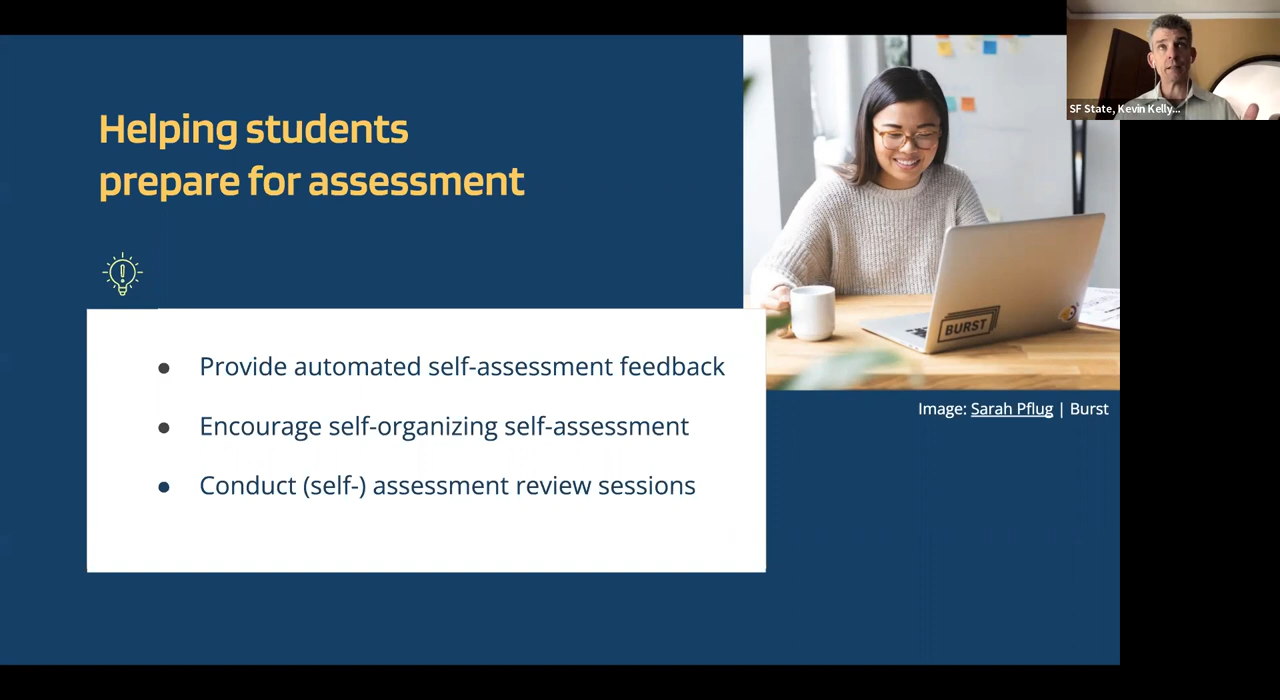 Helping students
prepare for assessment
● Provide automated self-assessment feedback
● Encourage self-organizing self-assessment
● Conduct (self-) assessment review sessions
SF State, Kevin Kelly...
BURST
Image: Sarah Pflug | Burst